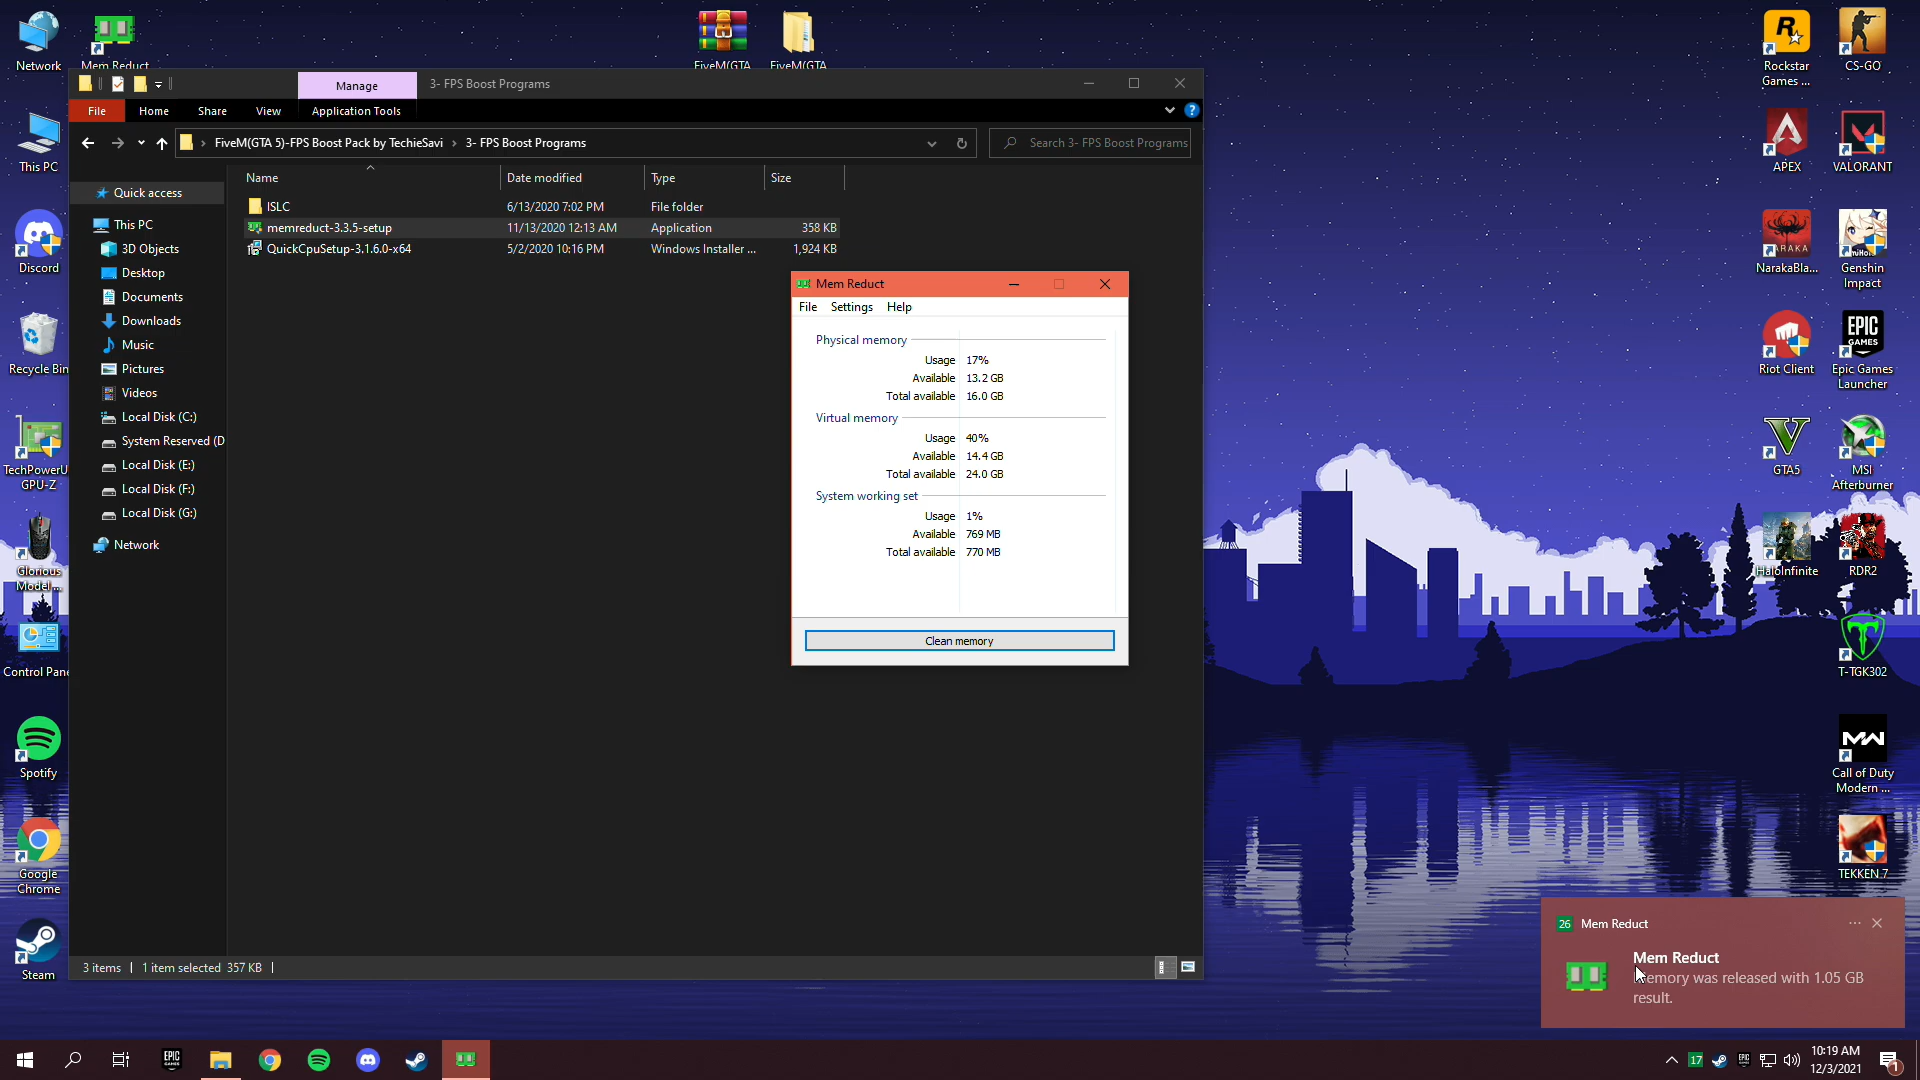 Network
Mem Reduct
FiveM(GTA
FiveM(GTA
Rockstar
Games ...
CS-GO
Manage
3- FPS Boost Programs
File
Home
Share
View
Application Tools
FiveM(GTA 5)-FPS Boost Pack by TechieSavi
3- FPS Boost Programs
Search 3- FPS Boost Programs
This PC
Name
Date modified
Type
Size
Quick access
This PC
3D Objects
Desktop
Documents
Downloads
Music
Pictures
Videos
Local Disk (C:)
System Reserved (D
Local Disk (E:)
Local Disk (F:)
Local Disk (G:)
Network
ISLC
6/13/2020 7:02 PM
File folder
memreduct-3.3.5-setup
11/13/2020 12:13 AM
Application
358 KB
QuickCpuSetup-3.1.6.0-x64
5/2/2020 10:16 PM
Windows Installer ...
1,924 KB
Discord
Recycle Bin
TechPowerU
GPU-Z
Glorious
Model ...
Control Pane
Spotify
Google
Chrome
Steam
Mem Reduct
File
Settings
Help
Physical memory
Usage 17%
Available 13.2 GB
Total available 16.0 GB
Virtual memory
Usage 40%
Available 14.4 GB
Total available 24.0 GB
System working set
Usage 1%
Available 769 MB
Total available 770 MB
Clean memory
3 items
1 item selected 357 KB
APEX
VALORANT
NarakaBla...
Genshin
Impact
Riot Client
EPIC
GAMES
Epic Games
Launcher
GTA5
MSI
Afterburner
HaloInfinite
RDR2
T-TGK302
Call of Duty
Modern ...
TEKKEN 7
26 Mem Reduct
Mem Reduct
emory was released with 1.05 GB
result.
EPIC
17
10:19 AM
12/3/2021
1